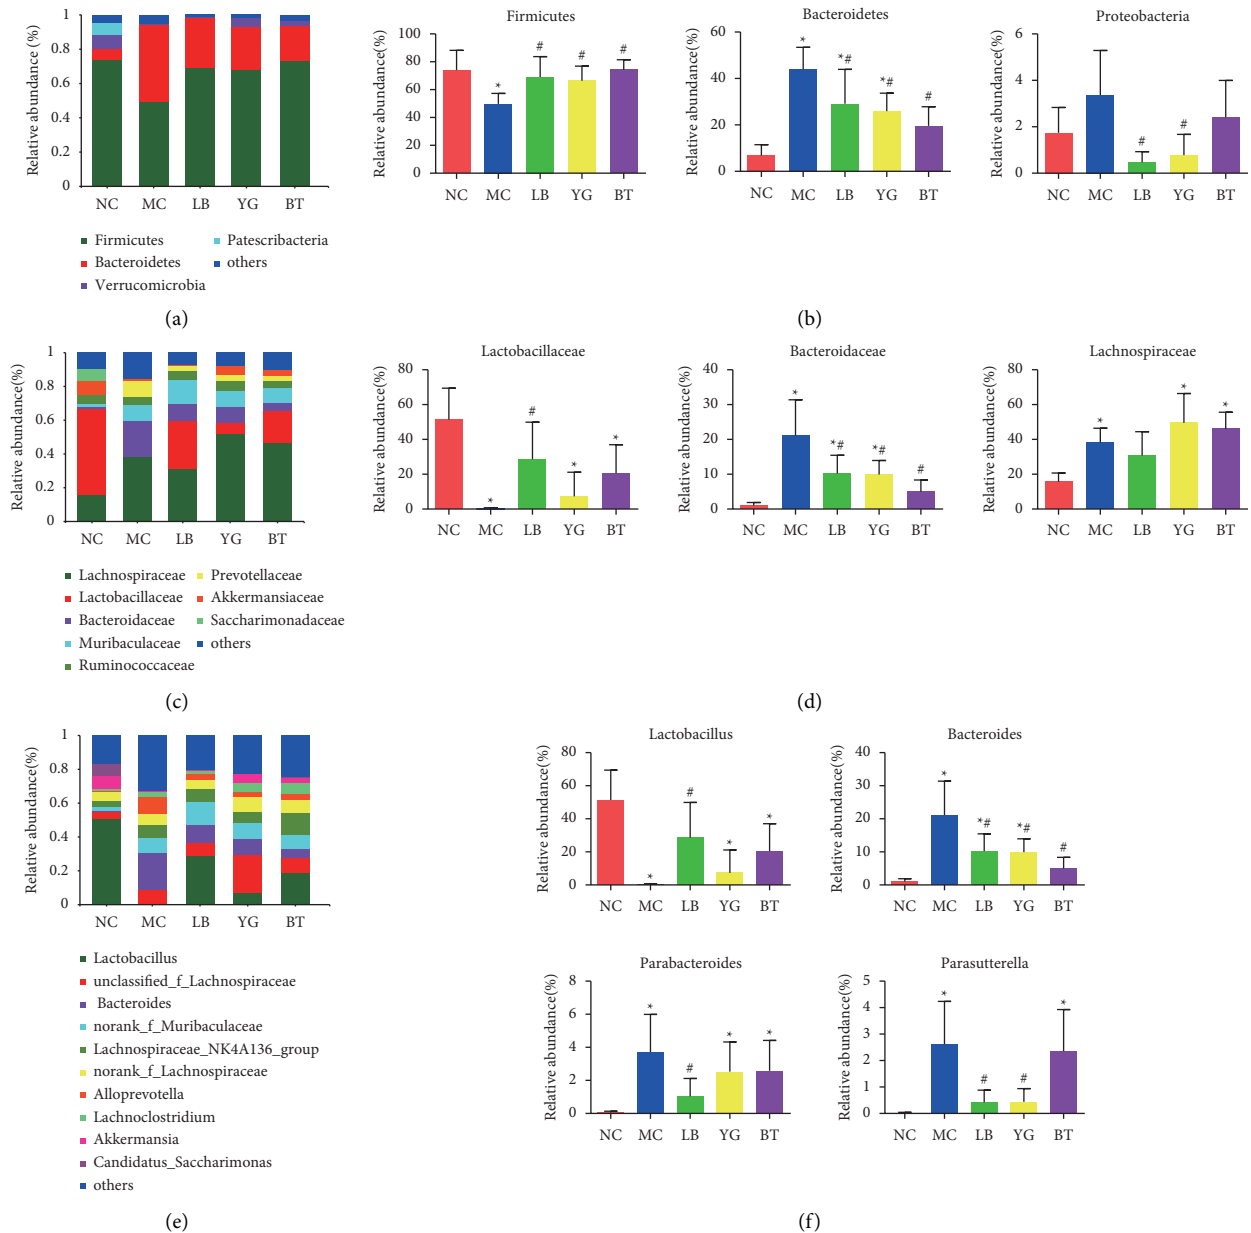 Relative abundance (%)
1
0.8
0.6
0.4
0.2
0
NC MC LB YG BT
Firmicutes
Bacteroidetes
Verrucomicrobia
Patescribacteria
others
(a)
Firmicutes
Relative abundance(%)
100
80
60
40
20
0
* # # #
NC MC LB YG BT
Bacteroidetes
Relative abundance(%)
60
40
20
0
* *# *# #
NC MC LB YG BT
Proteobacteria
Relative abundance(%)
6
4
2
0
# #
NC MC LB YG BT
(b)
Relative abundance(%)
1
0.8
0.6
0.4
0.2
0
NC MC LB YG BT
Lachnospiraceae
Lactobacillaceae
Bacteroidaceae
Muribaculaceae
Ruminococcaceae
Prevotellaceae
Akkermansiaceae
Saccharimonadaceae
others
(c)
Lactobacillaceae
Relative abundance(%)
80
60
40
20
0
* # * *
NC MC LB YG BT
Bacteroidaceae
Relative abundance(%)
40
30
20
10
0
* *# *# #
NC MC LB YG BT
Lachnospiraceae
Relative abundance(%)
80
60
40
20
0
* * *
NC MC LB YG BT
(d)
Relative abundance(%)
1
0.8
0.6
0.4
0.2
0
NC MC LB YG BT
Lactobacillus
unclassified_f_Lachnospiraceae
Bacteroides
norank_f_Muribaculaceae
Lachnospiraceae_NK4A136_group
norank_f_Lachnospiraceae
Alloprevotella
Lachnoclostridium
Akkermansia
Candidatus_Saccharimonas
others
(e)
Lactobacillus
Relative abundance(%)
80
60
40
20
0
* # * *
NC MC LB YG BT
Bacteroides
Relative abundance(%)
40
30
20
10
0
* *# *# #
NC MC LB YG BT
Parabacteroides
Relative abundance(%)
8
6
4
2
0
* # * *
NC MC LB YG BT
Parasutterella
Relative abundance(%)
5
4
3
2
1
0
* # # *
NC MC LB YG BT
(f)